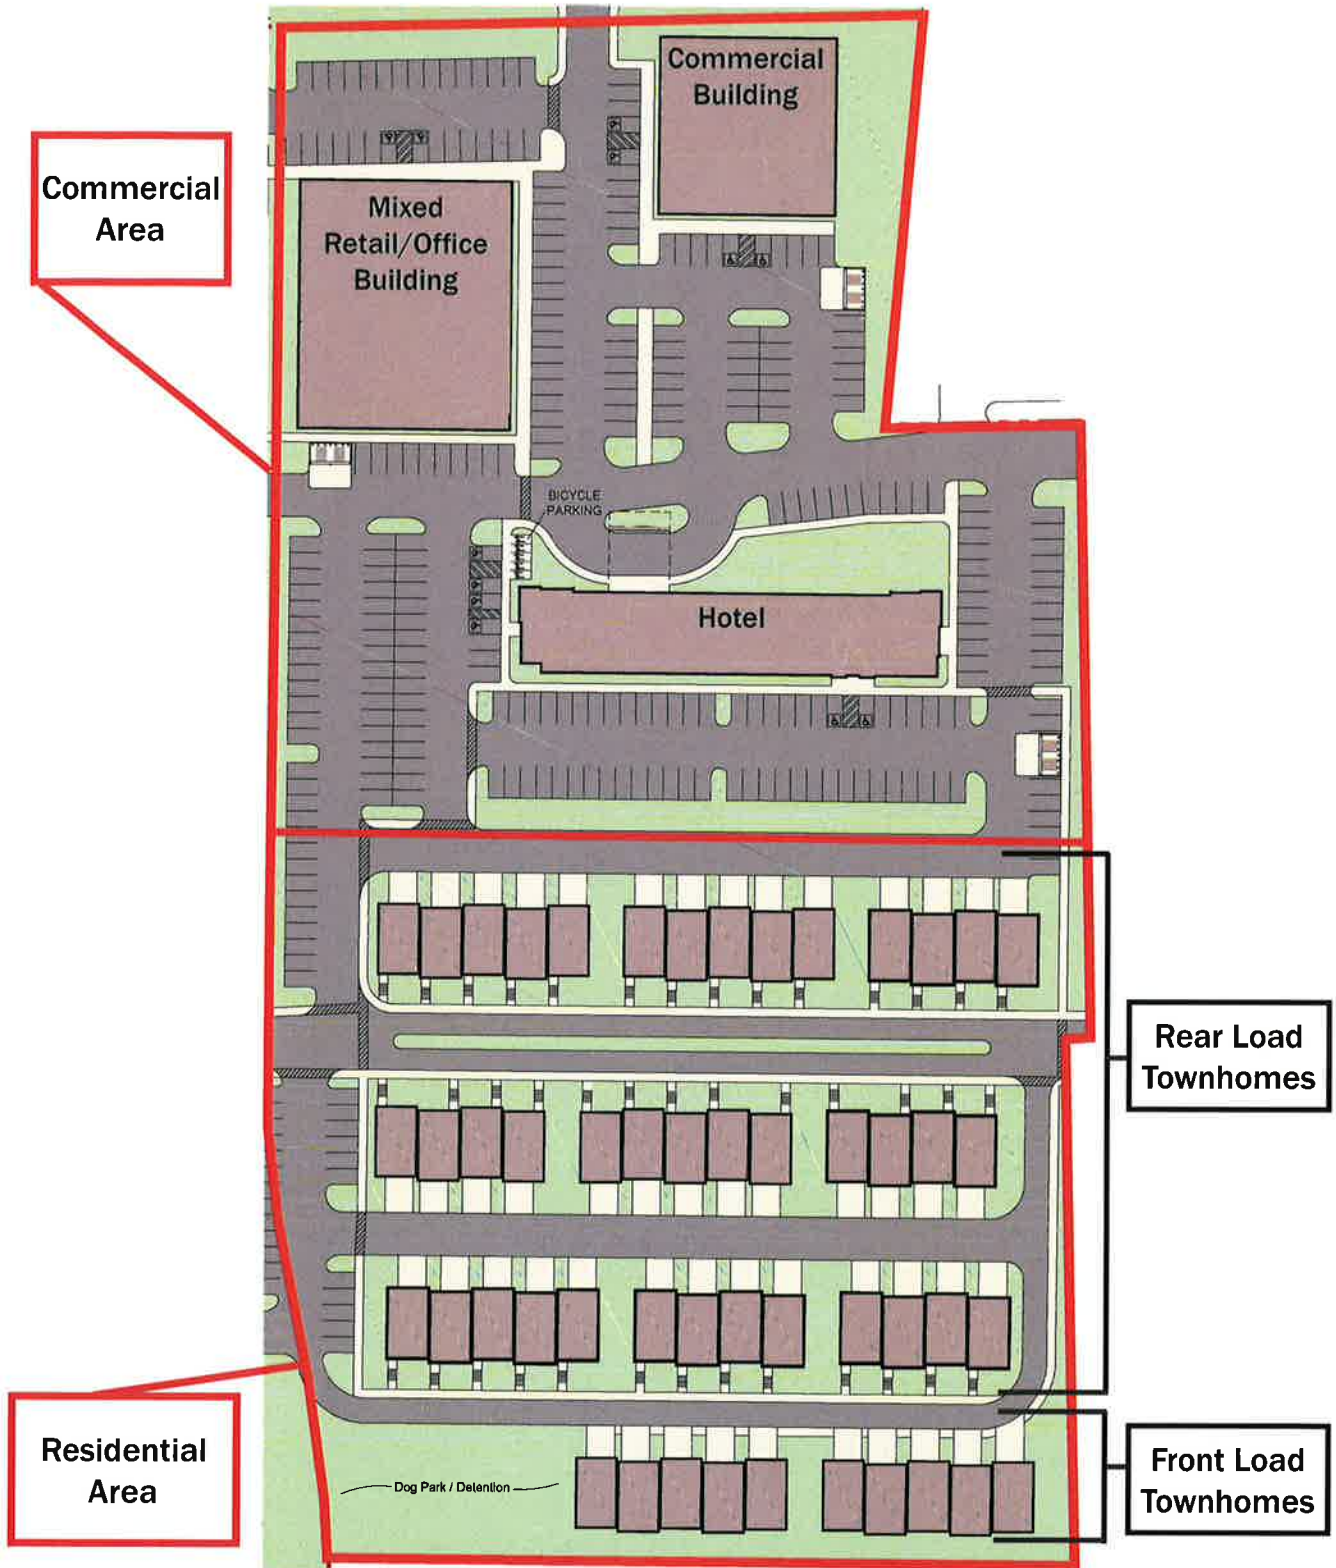 Commercial
Building
Commercial
Area
Mixed
Retail/Office
Building
BICYCLE
PARKING
Hotel
Rear Load
Townhomes
Residential
Area
Dog Park / Detention
Front Load
Townhomes